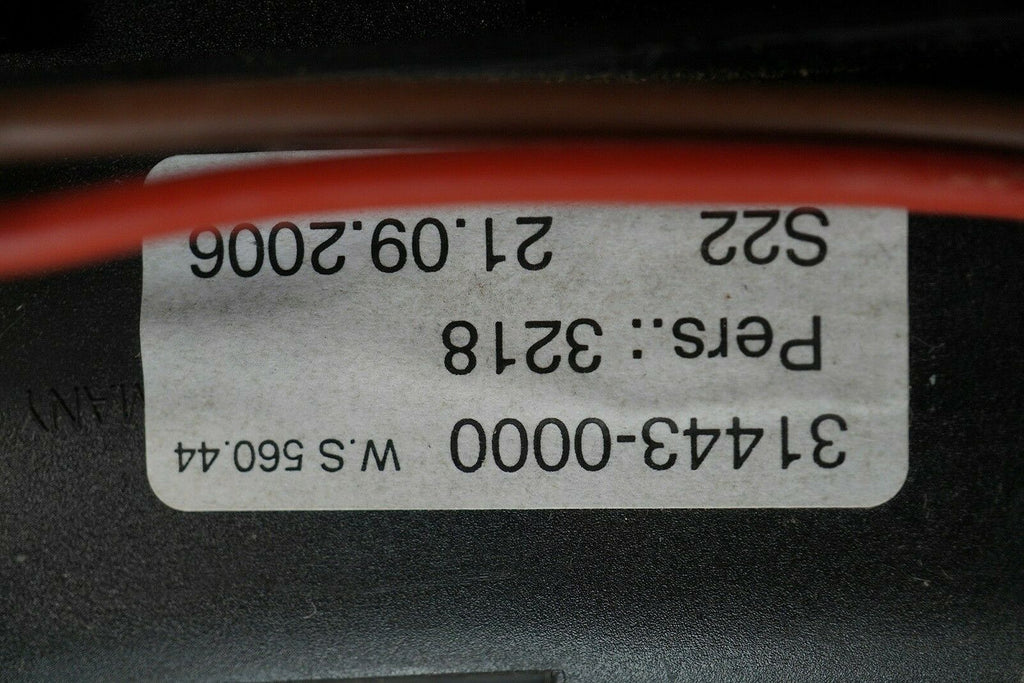 31443-0000 W.S 560.44
Pers.: 3218
S22 21.09.2006